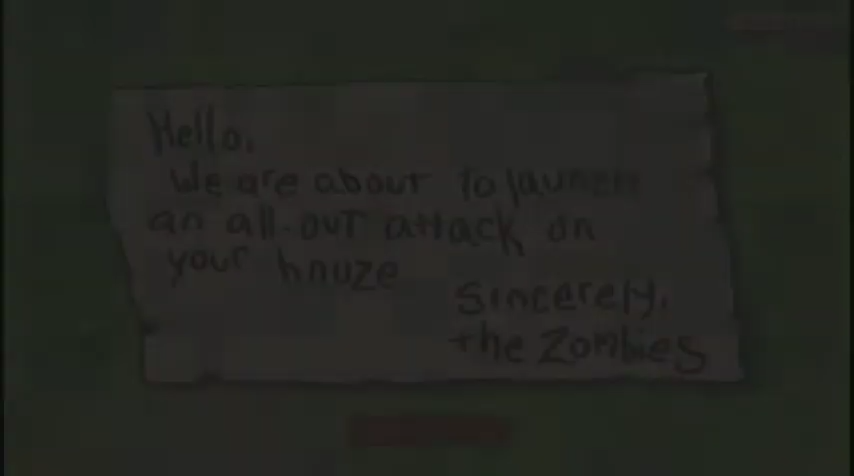 Hello,
We are about to launch
an all-out attack on
your houze
Sincerely,
the Zombies